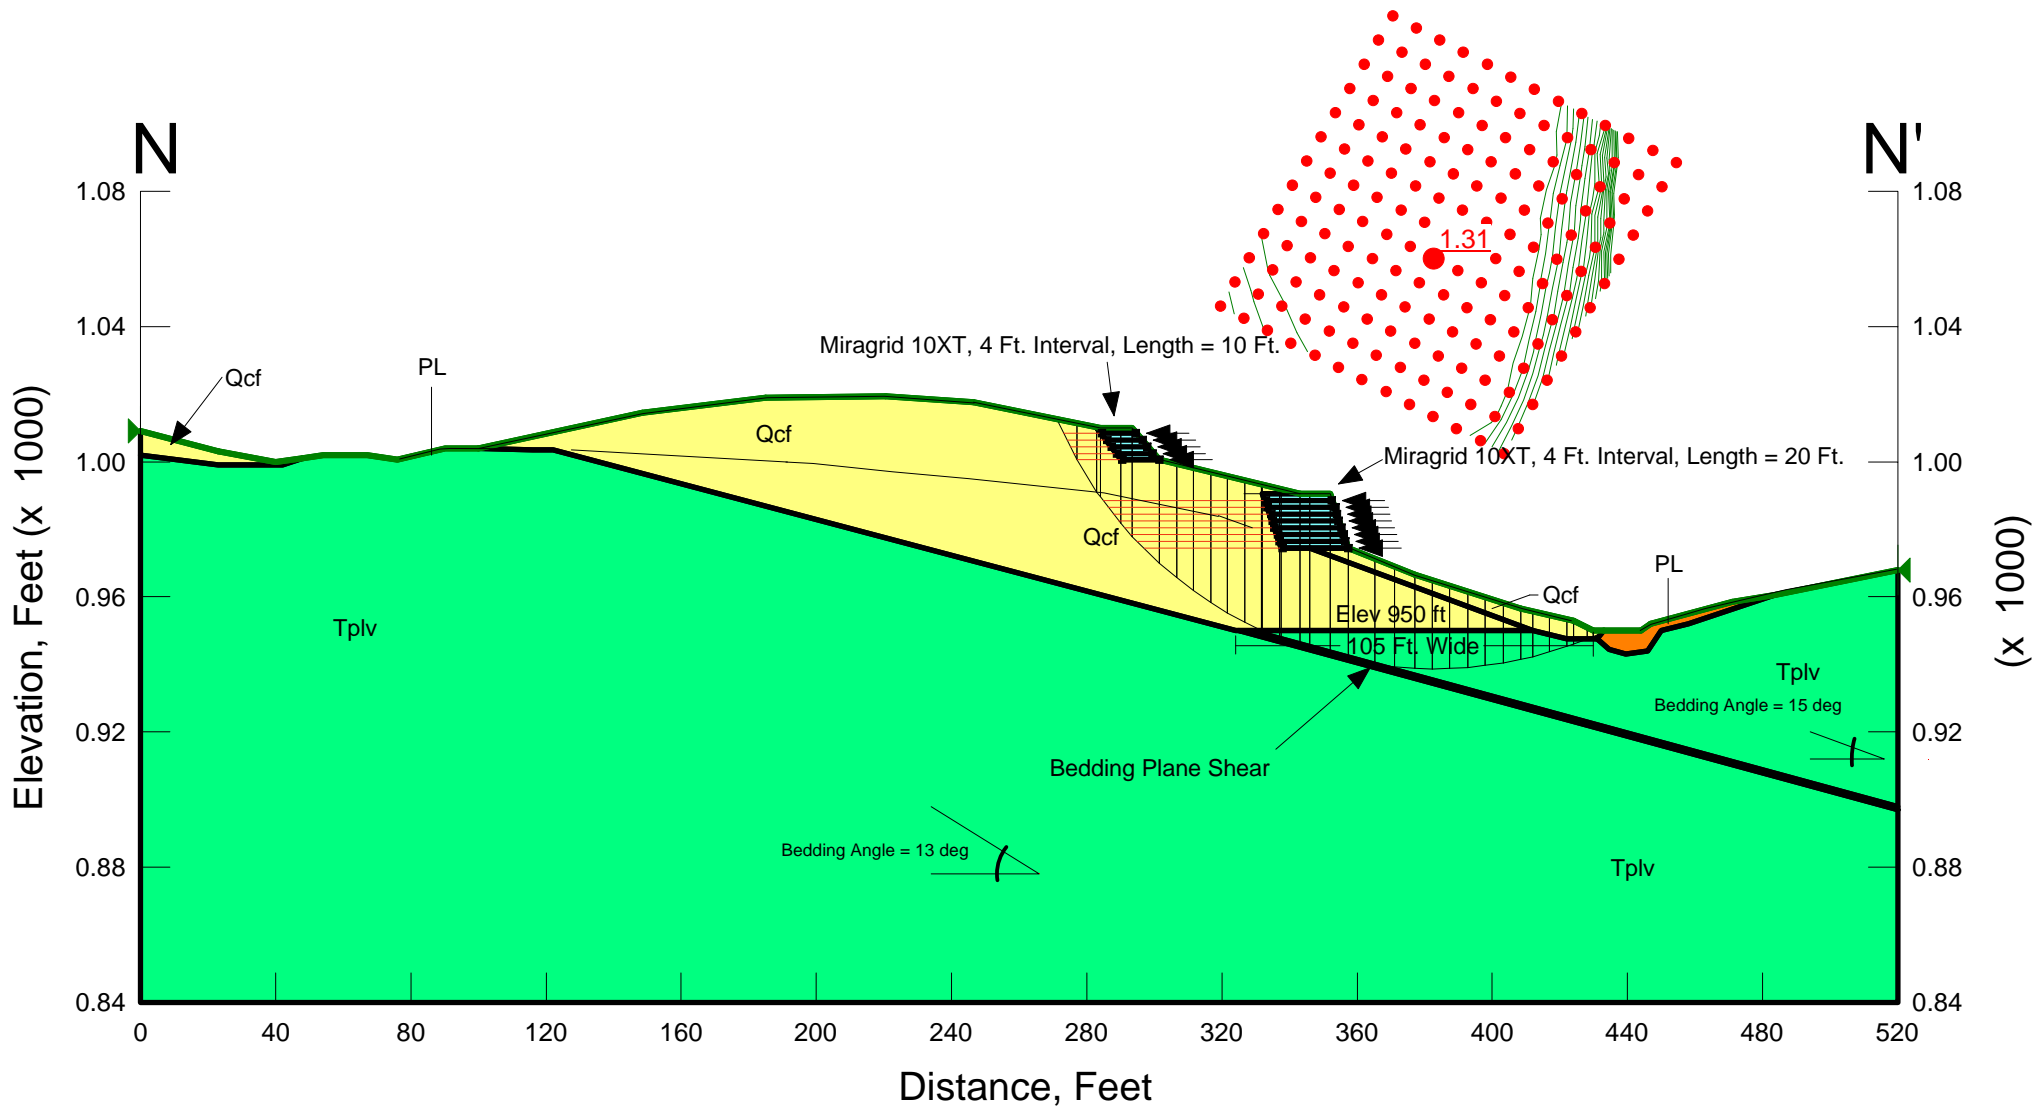 N
N'
1.31
1.08
1.08
1.04
1.04
Miragrid 10XT, 4 Ft. Interval, Length = 10 Ft.
Qcf
PL
Qcf
1.00
Miragrid 10XT, 4 Ft. Interval, Length = 20 Ft.
1.00
Qcf
PL
0.96
Qcf
0.96
Elev 950 ft
Tplv
105 Ft. Wide
Tplv
Bedding Angle = 15 deg
0.92
0.92
Bedding Plane Shear
Bedding Angle = 13 deg
0.88
Tplv
0.88
0.84
0.84
0 40 80 120 160 200 240 280 320 360 400 440 480 520
Distance, Feet
Elevation, Feet (x 1000)
(x 1000)